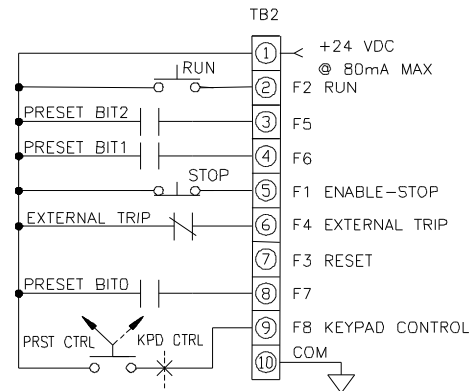 TB2
1 +24 VDC
@ 80mA MAX
RUN 2 F2 RUN
PRESET BIT2 3 F5
PRESET BIT1 4 F6
STOP 5 F1 ENABLE-STOP
EXTERNAL TRIP 6 F4 EXTERNAL TRIP
7 F3 RESET
PRESET BIT0 8 F7
PRST CTRL KPD CTRL 9 F8 KEYPAD CONTROL
10 COM